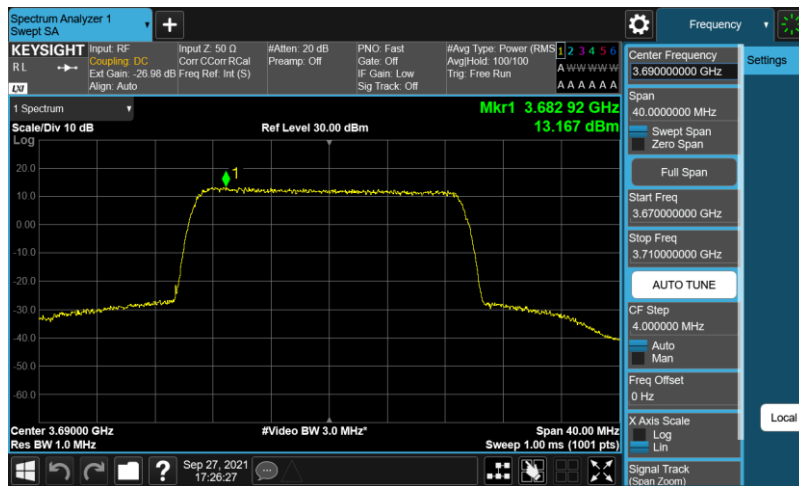 Spectrum Analyzer 1
Swept SA
Frequency
KEYSIGHT
RL
LXI
Input: RF
Coupling: DC
Ext Gain: -26.98 dB
Align: Auto
Input Z: 50 Ω
Corr CCorr RCal
Freq Ref: Int (S)
#Atten: 20 dB
Preamp: Off
PNO: Fast
Gate: Off
IF Gain: Low
Sig Track: Off
#Avg Type: Power (RMS
Avg|Hold: 100/100
Trig: Free Run
1 2 3 4 5 6
A W W W W W
A A A A A A
1 Spectrum
Scale/Div 10 dB
Log
Ref Level 30.00 dBm
Mkr1 3.682 92 GHz
13.167 dBm
1
20.0
10.0
0.00
-10.0
-20.0
-30.0
-40.0
-50.0
-60.0
Center 3.69000 GHz
Res BW 1.0 MHz
#Video BW 3.0 MHz*
Span 40.00 MHz
Sweep 1.00 ms (1001 pts)
Sep 27, 2021
17:26:27
?
Center Frequency
3.690000000 GHz
Span
40.0000000 MHz
Swept Span
Zero Span
Full Span
Start Freq
3.670000000 GHz
Stop Freq
3.710000000 GHz
AUTO TUNE
CF Step
4.000000 MHz
Auto
Man
Freq Offset
0 Hz
X Axis Scale
Log
Lin
Signal Track
(Span Zoom)
Settings
Local